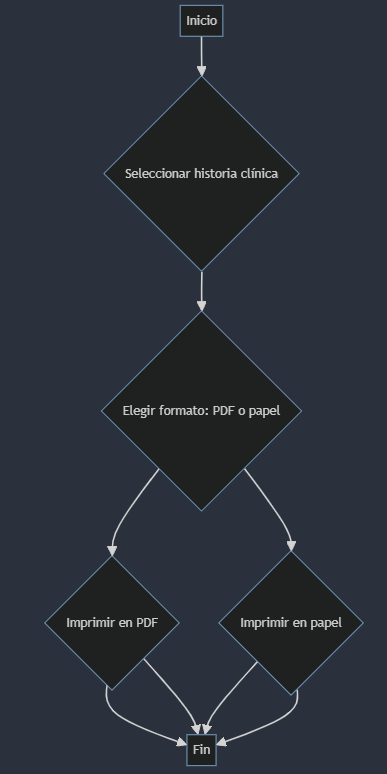 Inicio
Seleccionar historia clínica
Elegir formato: PDF o papel
Imprimir en PDF
Imprimir en papel
Fin